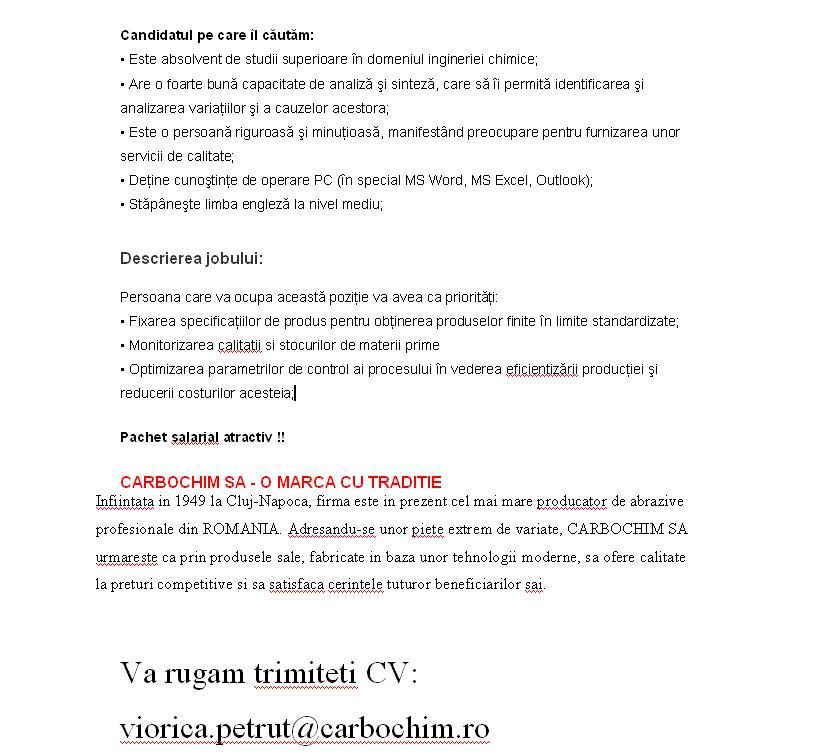 Candidatul pe care îl căutăm:
• Este absolvent de studii superioare în domeniul ingineriei chimice;
• Are o foarte bună capacitate de analiză şi sinteză, care să îi permită identificarea şi
analizarea variaţiilor şi a cauzelor acestora;
• Este o persoană riguroasă şi minuţioasă, manifestând preocupare pentru furnizarea unor
servicii de calitate;
• Deţine cunoştinţe de operare PC (în special MS Word, MS Excel, Outlook);
• Stăpâneşte limba engleză la nivel mediu;
Descrierea jobului:
Persoana care va ocupa această poziţie va avea ca priorităţi:
• Fixarea specificaţiilor de produs pentru obţinerea produselor finite în limite standardizate;
• Monitorizarea calitaţii si stocurilor de materii prime
• Optimizarea parametrilor de control ai procesului în vederea eficientizării producţiei şi
reducerii costurilor acesteia;
Pachet salarial atractiv !!
CARBOCHIM SA - O MARCA CU TRADITIE
Infiintata in 1949 la Cluj-Napoca, firma este in prezent cel mai mare producator de abrazive
profesionale din ROMANIA. Adresandu-se unor piete extrem de variate, CARBOCHIM SA
urmareste ca prin produsele sale, fabricate in baza unor tehnologii moderne, sa ofere calitate
la preturi competitive si sa satisfaca cerintele tuturor beneficiarilor sai.
Va rugam trimiteti CV:
viorica.petrut@carbochim.ro